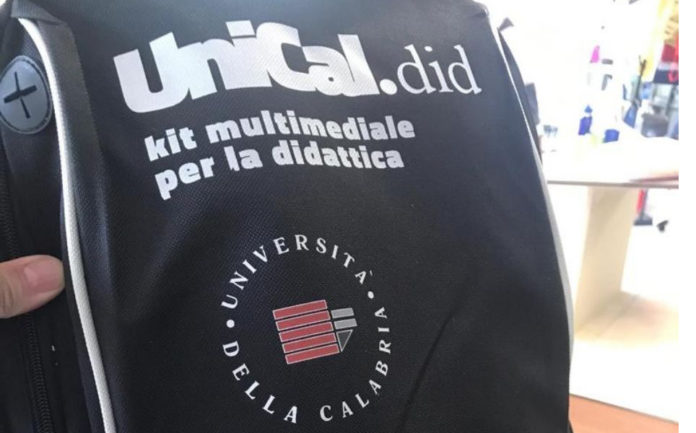 UniCal.did
kit multimediale
per la didattica
UNIVERSITÀ
DELLA CALABRIA